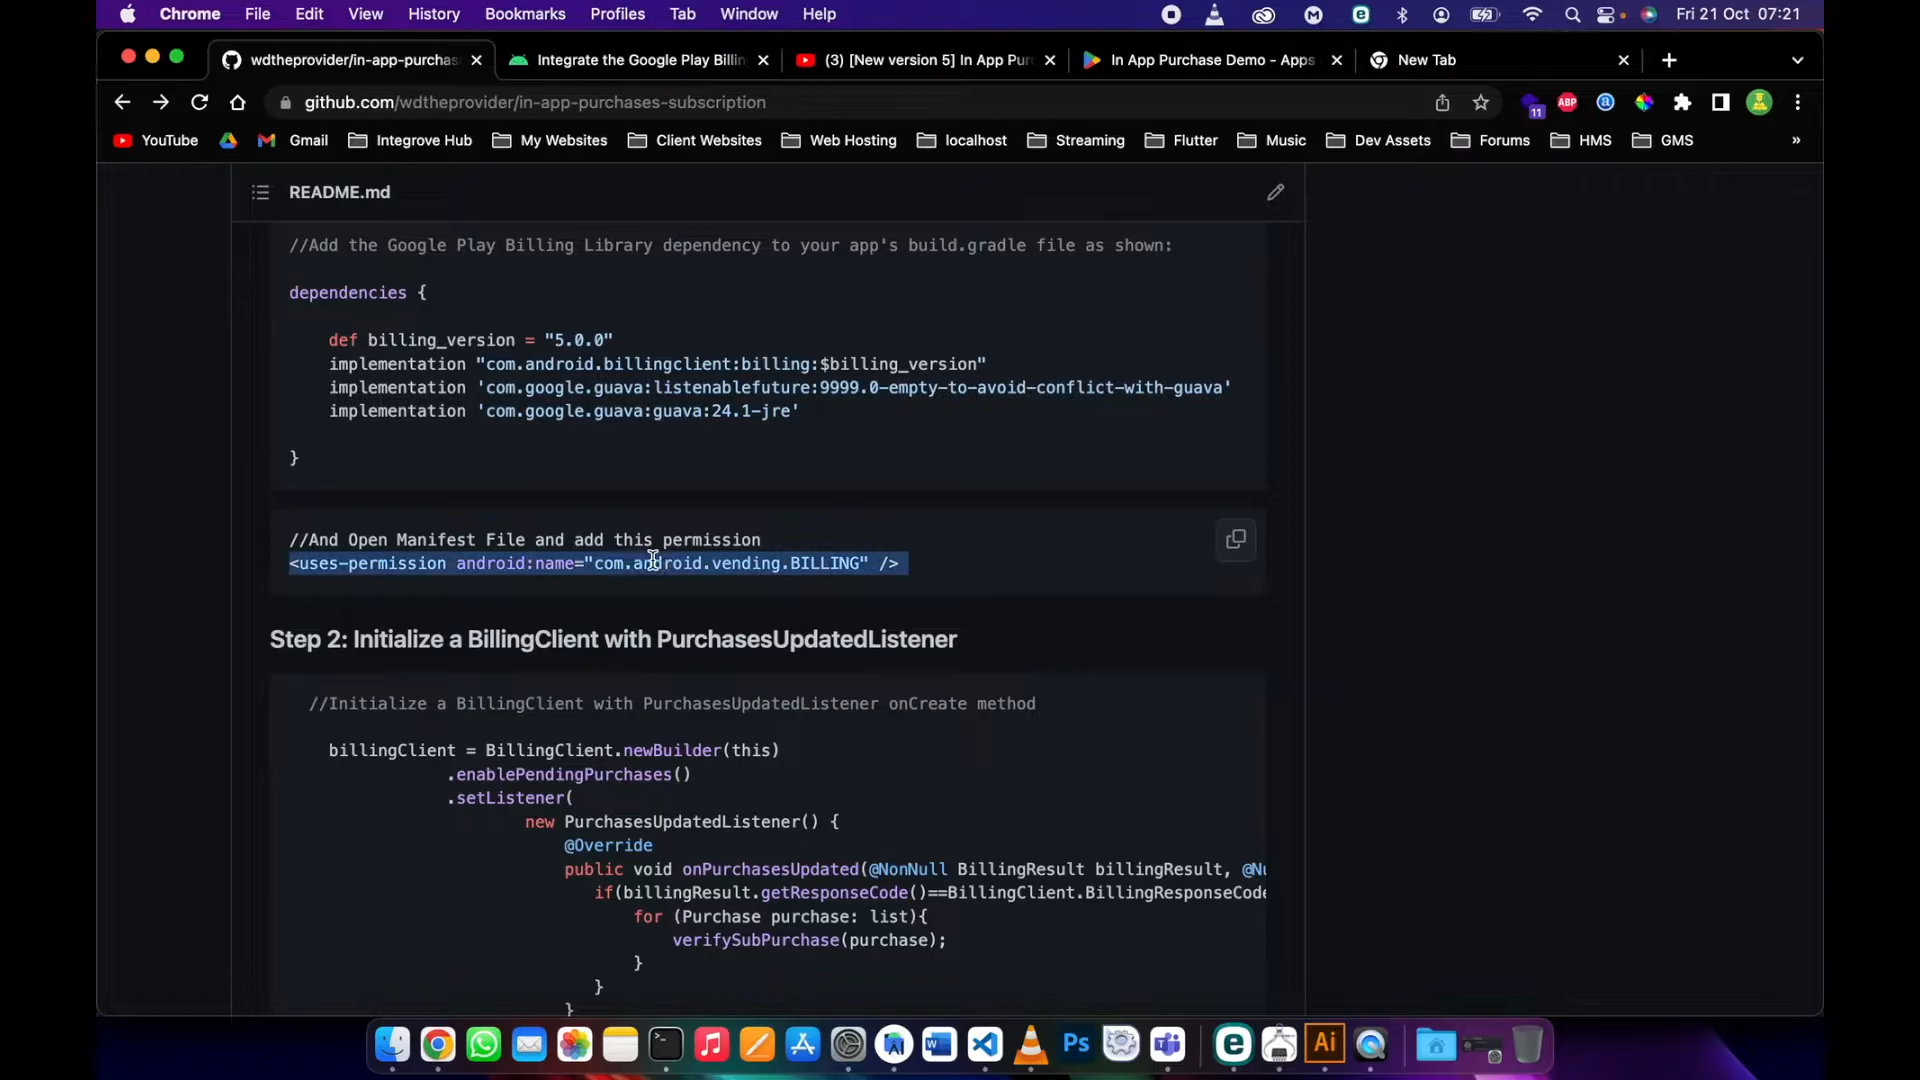 Chrome File Edit View History Bookmarks Profiles Tab Window Help Fri 21 Oct 07:21
wdtheprovider/in-app-purchas Integrate the Google Play Billin (3) [New version 5] In App Pur In App Purchase Demo - Apps New Tab
github.com/wdtheprovider/in-app-purchases-subscription
11 ABP
YouTube Gmail Integrove Hub My Websites Client Websites Web Hosting localhost Streaming Flutter Music Dev Assets Forums HMS GMS »
README.md
//Add the Google Play Billing Library dependency to your app's build.gradle file as shown:
dependencies {
def billing_version = "5.0.0"
implementation "com.android.billingclient:billing:$billing_version"
implementation 'com.google.guava:listenablefuture:9999.0-empty-to-avoid-conflict-with-guava'
implementation 'com.google.guava:guava:24.1-jre'
}
//And Open Manifest File and add this permission
<uses-permission android:name="com.android.vending.BILLING" />
Step 2: Initialize a BillingClient with PurchasesUpdatedListener
//Initialize a BillingClient with PurchasesUpdatedListener onCreate method
billingClient = BillingClient.newBuilder(this)
.enablePendingPurchases()
.setListener(
new PurchasesUpdatedListener() {
@Override
public void onPurchasesUpdated(@NonNull BillingResult billingResult, @Nu
if(billingResult.getResponseCode()==BillingClient.BillingResponseCode
for (Purchase purchase: list){
verifySubPurchase(purchase);
}
}
}
Ps Ai